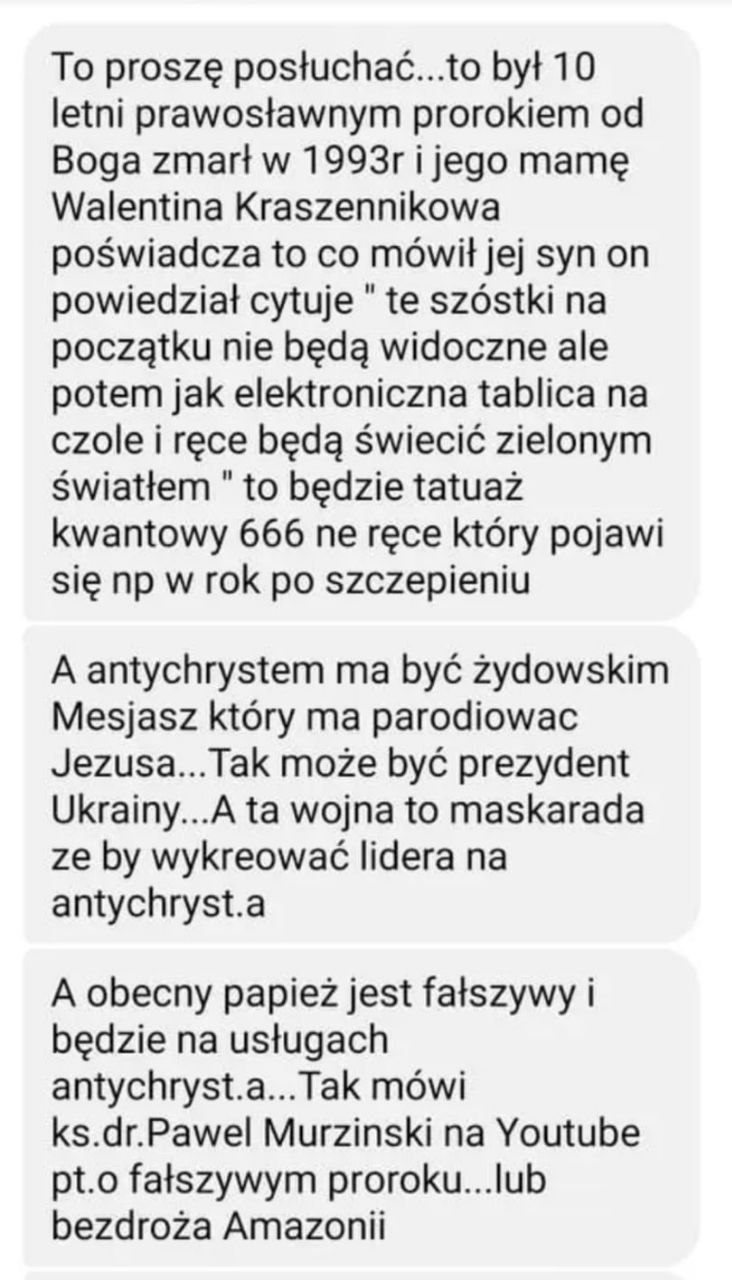 To proszę posłuchać...to był 10
letni prawosławnym prorokiem od
Boga zmarł w 1993r i jego mamę
Walentina Kraszennikowa
poświadcza to co mówił jej syn on
powiedział cytuje " te szóstki na
początku nie będą widoczne ale
potem jak elektroniczna tablica na
czole i ręce będą świecić zielonym
światłem " to będzie tatuaż
kwantowy 666 ne ręce który pojawi
się np w rok po szczepieniu
A antychrystem ma być żydowskim
Mesjasz który ma parodiowac
Jezusa...Tak może być prezydent
Ukrainy...A ta wojna to maskarada
ze by wykreować lidera na
antychryst.a
A obecny papież jest fałszywy i
będzie na usługach
antychryst.a...Tak mówi
ks.dr.Pawel Murzinski na Youtube
pt.o fałszywym proroku...lub
bezdroża Amazonii